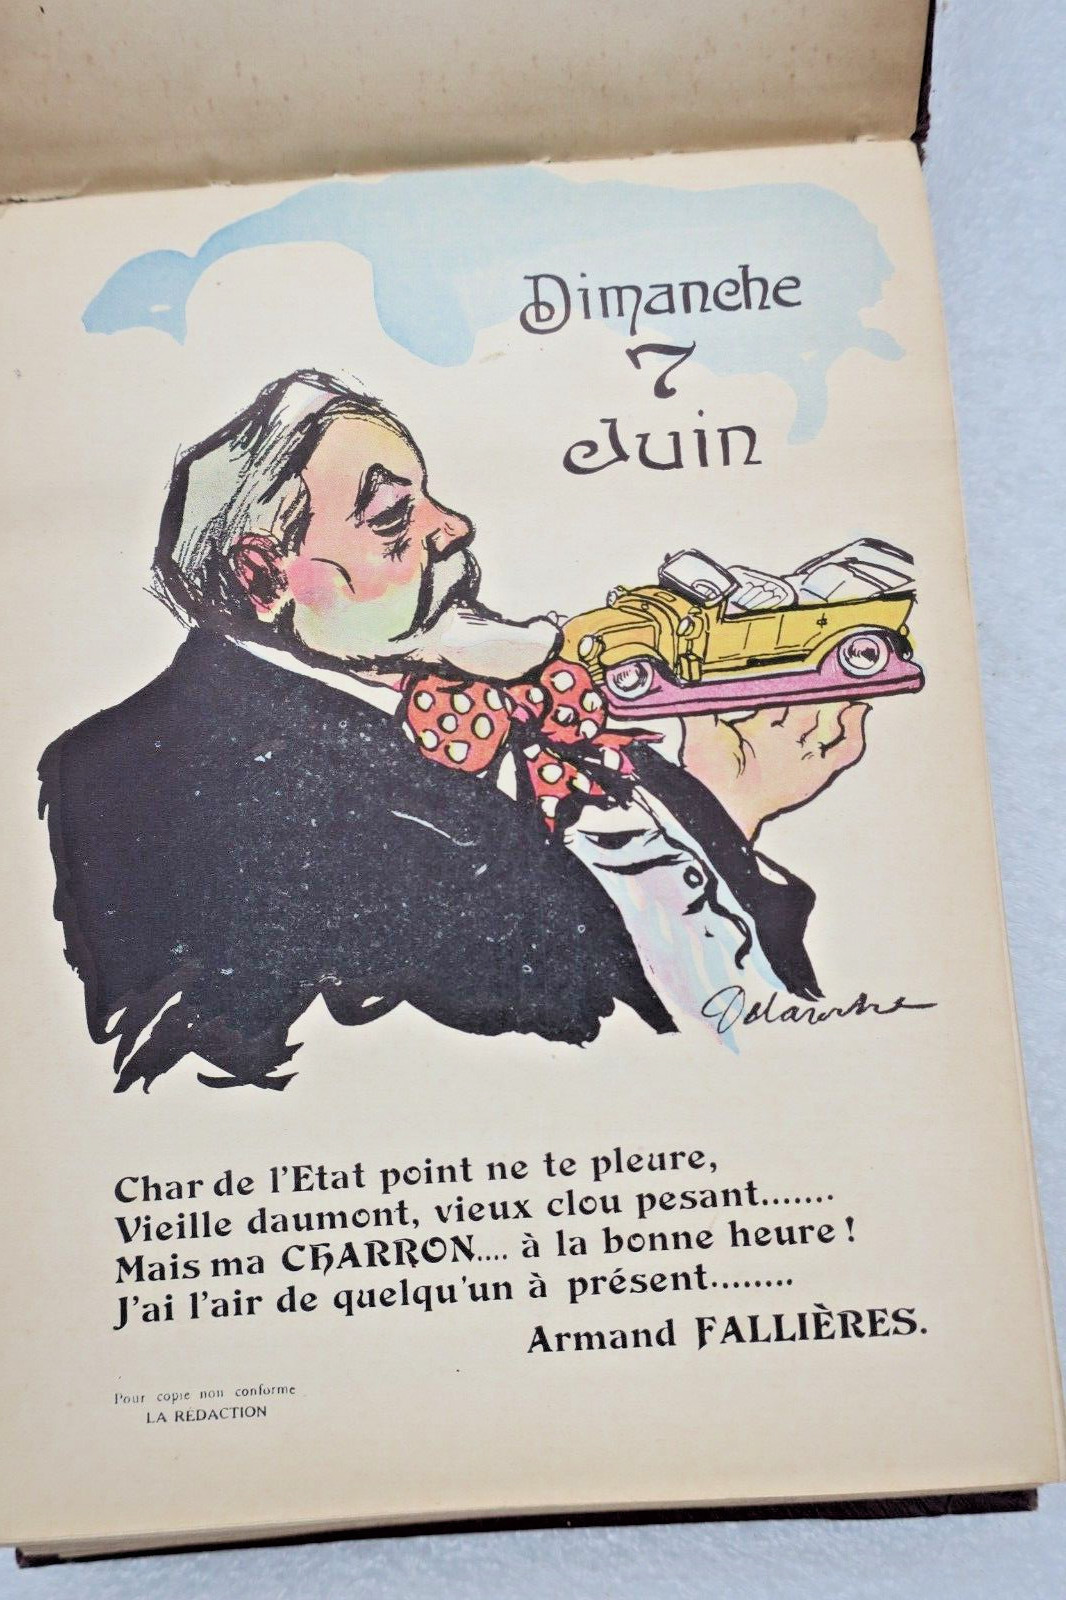 Dimanche
7
Juin
Delaroche
Char de l'Etat point ne te pleure,
Vieille daumont, vieux clou pesant.......
Mais ma CHARRON.... à la bonne heure !
J'ai l'air de quelqu'un à présent........
Armand FALLIÈRES.
Pour copie non conforme
LA RÉDACTION